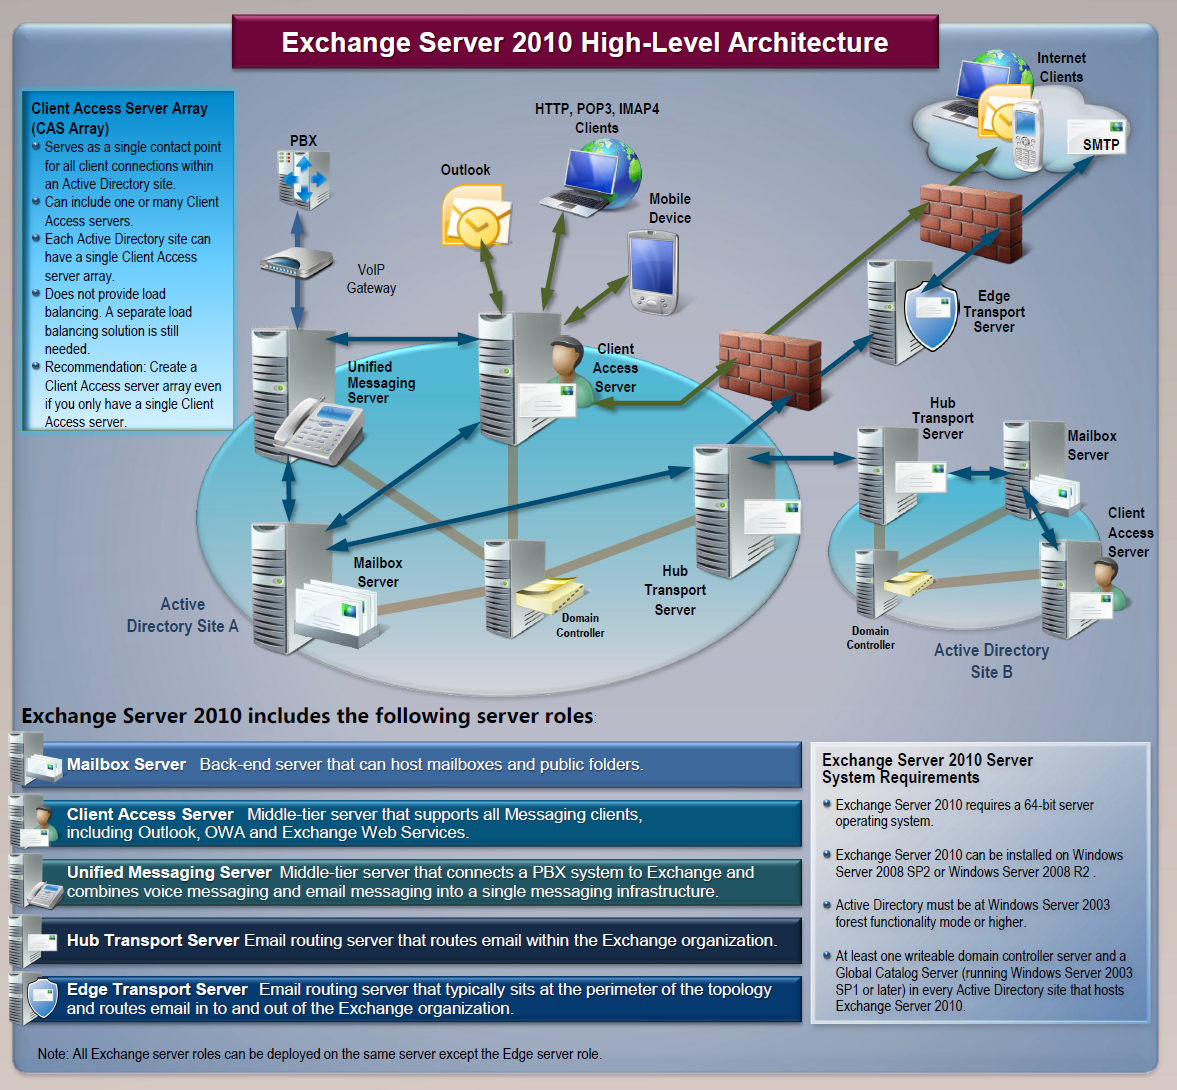 Exchange Server 2010 High-Level Architecture
Client Access Server Array
(CAS Array)
Serves as a single contact point
for all client connections within
an Active Directory site.
Can include one or many Client
Access servers.
Each Active Directory site can
have a single Client Access
server array.
Does not provide load
balancing. A separate load
balancing solution is still
needed.
Recommendation: Create a
Client Access server array even
if you only have a single Client
Access server.
PBX
VoIP
Gateway
Outlook
HTTP, POP3, IMAP4
Clients
Mobile
Device
Internet
Clients
SMTP
Edge
Transport
Server
Unified
Messaging
Server
Client
Access
Server
Hub
Transport
Server
Mailbox
Server
Client
Access
Server
Mailbox
Server
Domain
Controller
Hub
Transport
Server
Active
Directory Site A
Domain
Controller
Active Directory
Site B
Exchange Server 2010 includes the following server roles:
Mailbox Server Back-end server that can host mailboxes and public folders.
Client Access Server Middle-tier server that supports all Messaging clients,
including Outlook, OWA and Exchange Web Services.
Unified Messaging Server Middle-tier server that connects a PBX system to Exchange and
combines voice messaging and email messaging into a single messaging infrastructure.
Hub Transport Server Email routing server that routes email within the Exchange organization.
Edge Transport Server Email routing server that typically sits at the perimeter of the topology
and routes email in to and out of the Exchange organization.
Exchange Server 2010 Server
System Requirements
Exchange Server 2010 requires a 64-bit server
operating system.
Exchange Server 2010 can be installed on Windows
Server 2008 SP2 or Windows Server 2008 R2 .
Active Directory must be at Windows Server 2003
forest functionality mode or higher.
At least one writeable domain controller server and a
Global Catalog Server (running Windows Server 2003
SP1 or later) in every Active Directory site that hosts
Exchange Server 2010.
Note: All Exchange server roles can be deployed on the same server except the Edge server role.